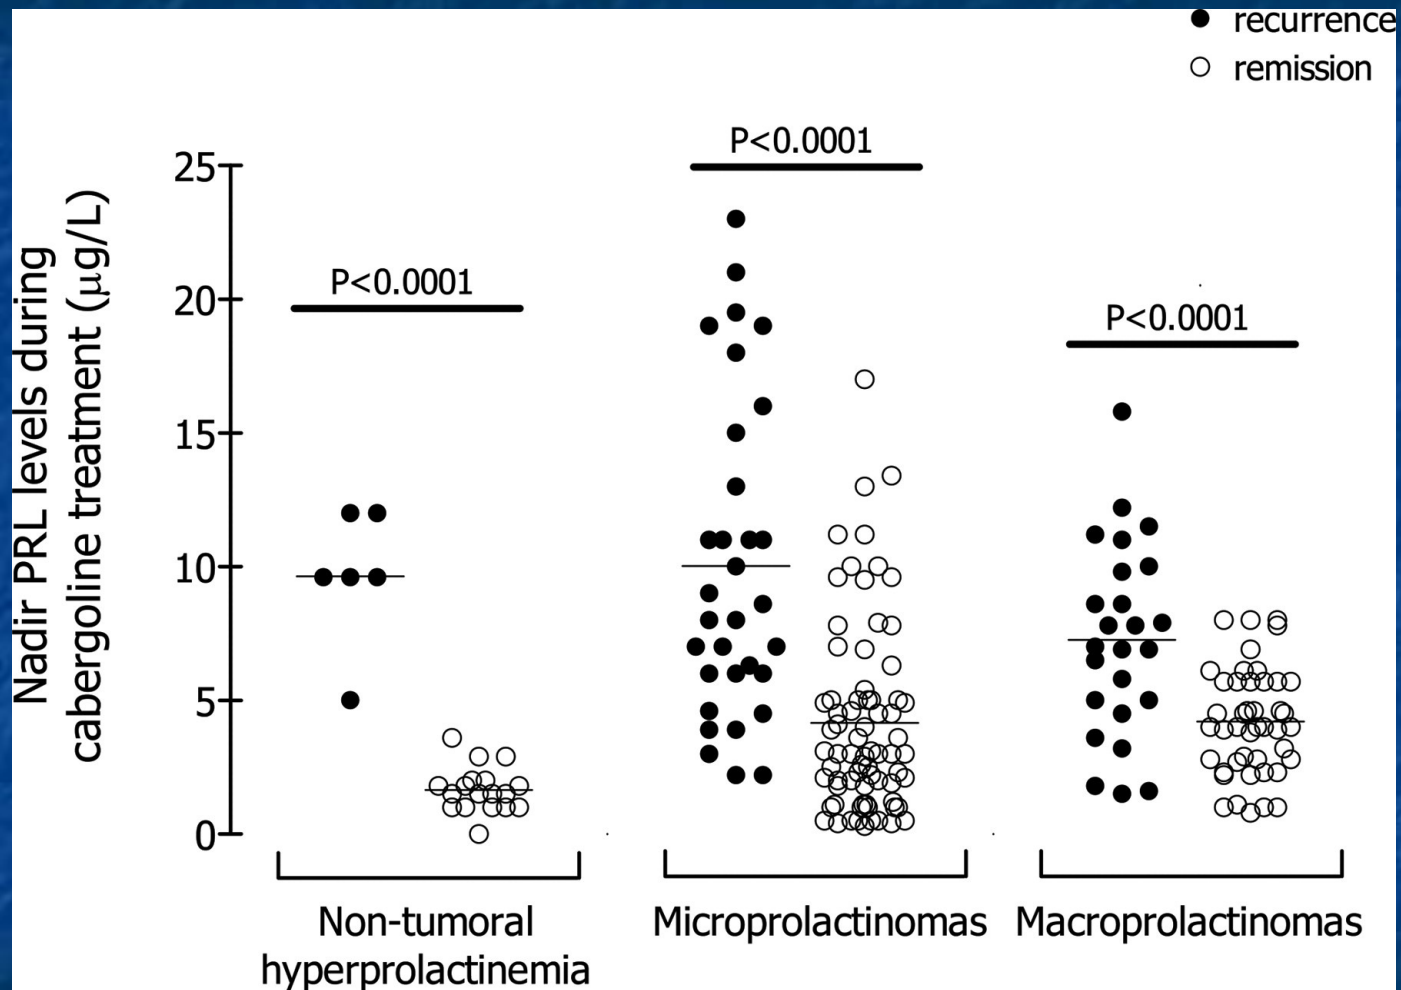 recurrence
remission
P<0.0001
P<0.0001
P<0.0001
25
20
15
10
5
0
Nadir PRL levels during
cabergoline treatment (μg/L)
Non-tumoral
hyperprolactinemia
Microprolactinomas
Macroprolactinomas